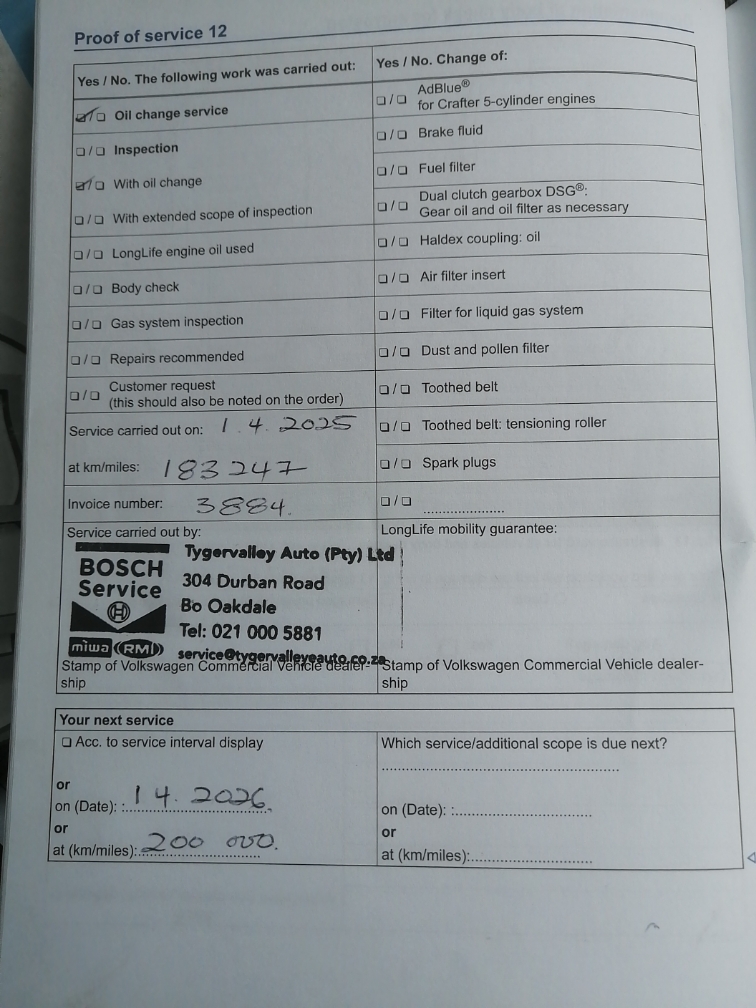 Proof of service 12
Yes / No. The following work was carried out:
☑/❏ Oil change service
❏/❏ Inspection
☑/❏ With oil change
❏/❏ With extended scope of inspection
❏/❏ LongLife engine oil used
❏/❏ Body check
❏/❏ Gas system inspection
❏/❏ Repairs recommended
❏/❏ Customer request
(this should also be noted on the order)
Service carried out on: 1.4.2025
at km/miles: 183 247
Invoice number: 3884.
Service carried out by:
BOSCH
Service
miwa RMI
Tygervalley Auto (Pty) Ltd
304 Durban Road
Bo Oakdale
Tel: 021 000 5881
service@tygervalleyeauto.co.za
Stamp of Volkswagen Commercial Vehicle dealer-
ship
Yes / No. Change of:
❏/❏ AdBlue®
for Crafter 5-cylinder engines
❏/❏ Brake fluid
❏/❏ Fuel filter
❏/❏ Dual clutch gearbox DSG®:
Gear oil and oil filter as necessary
❏/❏ Haldex coupling: oil
❏/❏ Air filter insert
❏/❏ Filter for liquid gas system
❏/❏ Dust and pollen filter
❏/❏ Toothed belt
❏/❏ Toothed belt: tensioning roller
❏/❏ Spark plugs
❏/❏ .....................
LongLife mobility guarantee:
Stamp of Volkswagen Commercial Vehicle dealer-
ship
Your next service
❏ Acc. to service interval display
or
on (Date): : 1 4. 2026
or
at (km/miles): 200 000.
Which service/additional scope is due next?
............................................................
on (Date): :..................................
or
at (km/miles):..............................